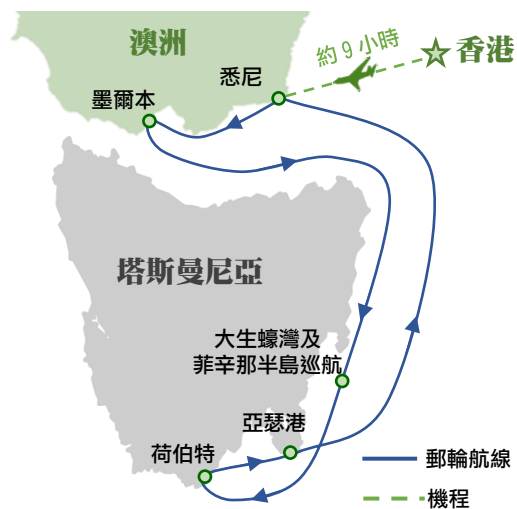 澳洲
約9小時
香港
悉尼
墨爾本
塔斯曼尼亞
大生蠔灣及
菲辛那半島巡航
亞瑟港
荷伯特
郵輪航線
機程